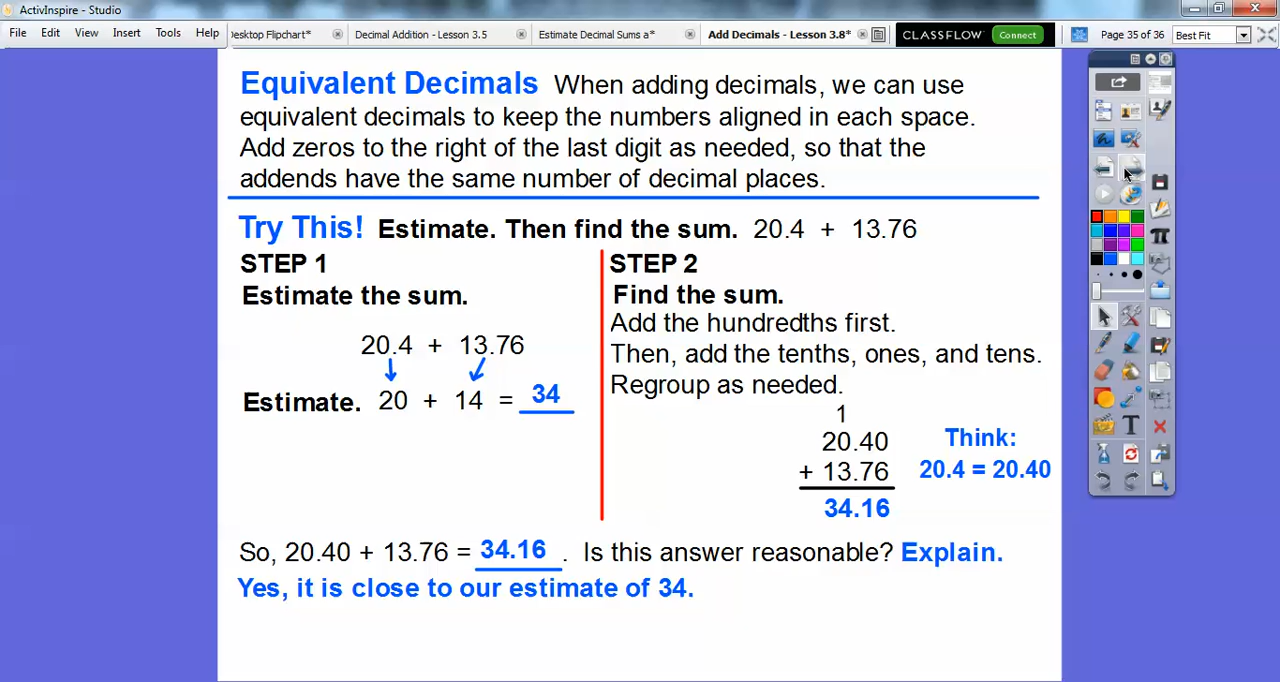 ActivInspire - Studio
File Edit View Insert Tools Help
esktop Flipchart* Decimal Addition - Lesson 3.5 Estimate Decimal Sums a* Add Decimals - Lesson 3.8* CLASSFLOW Connect Page 35 of 36 Best Fit
Equivalent Decimals When adding decimals, we can use
equivalent decimals to keep the numbers aligned in each space.
Add zeros to the right of the last digit as needed, so that the
addends have the same number of decimal places.
Try This! Estimate. Then find the sum. 20.4 + 13.76
STEP 1
Estimate the sum.
20.4 + 13.76
Estimate. 20 + 14 = 34
STEP 2
Find the sum.
Add the hundredths first.
Then, add the tenths, ones, and tens.
Regroup as needed.
1
20.40
+ 13.76
34.16
Think:
20.4 = 20.40
So, 20.40 + 13.76 = 34.16 . Is this answer reasonable? Explain.
Yes, it is close to our estimate of 34.